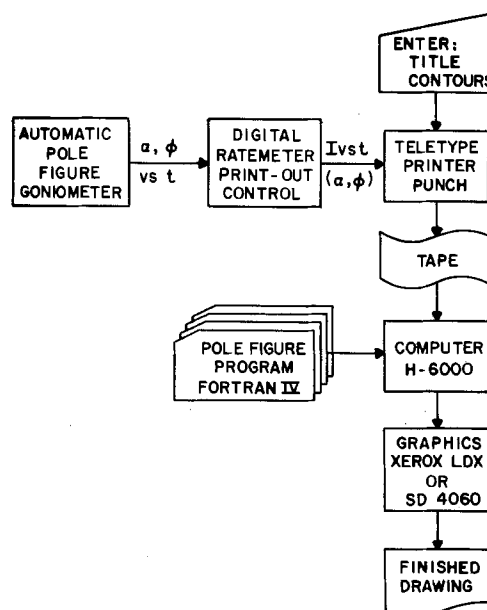 ENTER:
TITLE
CONTOURS
AUTOMATIC
POLE
FIGURE
GONIOMETER
α, φ
vs t
DIGITAL
RATEMETER
PRINT-OUT
CONTROL
I vs t
(α, φ)
TELETYPE
PRINTER
PUNCH
TAPE
POLE FIGURE
PROGRAM
FORTRAN IV
COMPUTER
H-6000
GRAPHICS
XEROX LDX
OR
SD 4060
FINISHED
DRAWING